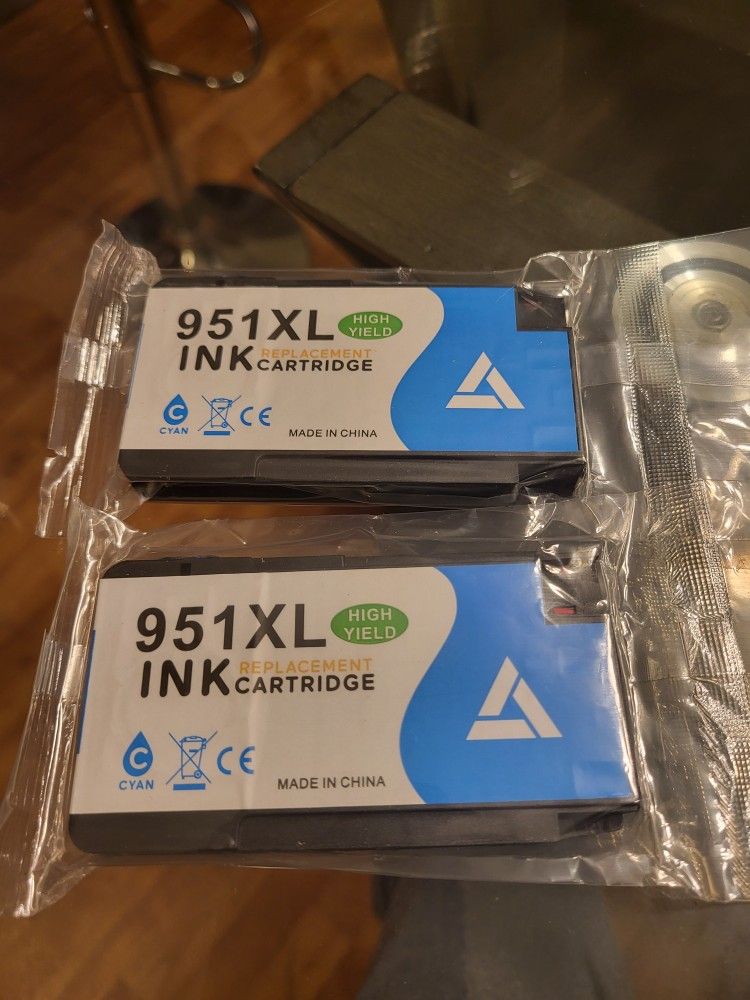 951XL HIGH YIELD
INK REPLACEMENT CARTRIDGE
C
CYAN
CE
MADE IN CHINA
951XL HIGH YIELD
INK REPLACEMENT CARTRIDGE
C
CYAN
CE
MADE IN CHINA